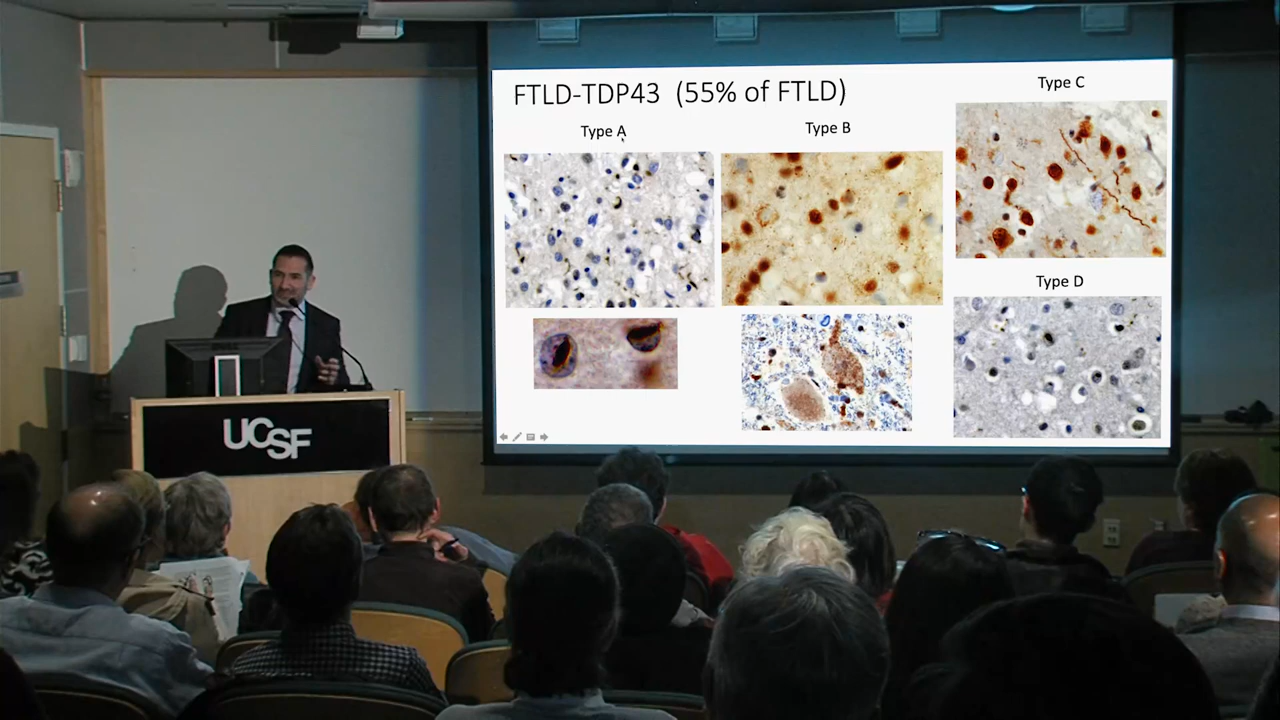 FTLD-TDP43 (55% of FTLD)
Type A
Type B
Type C
Type D
UCSF